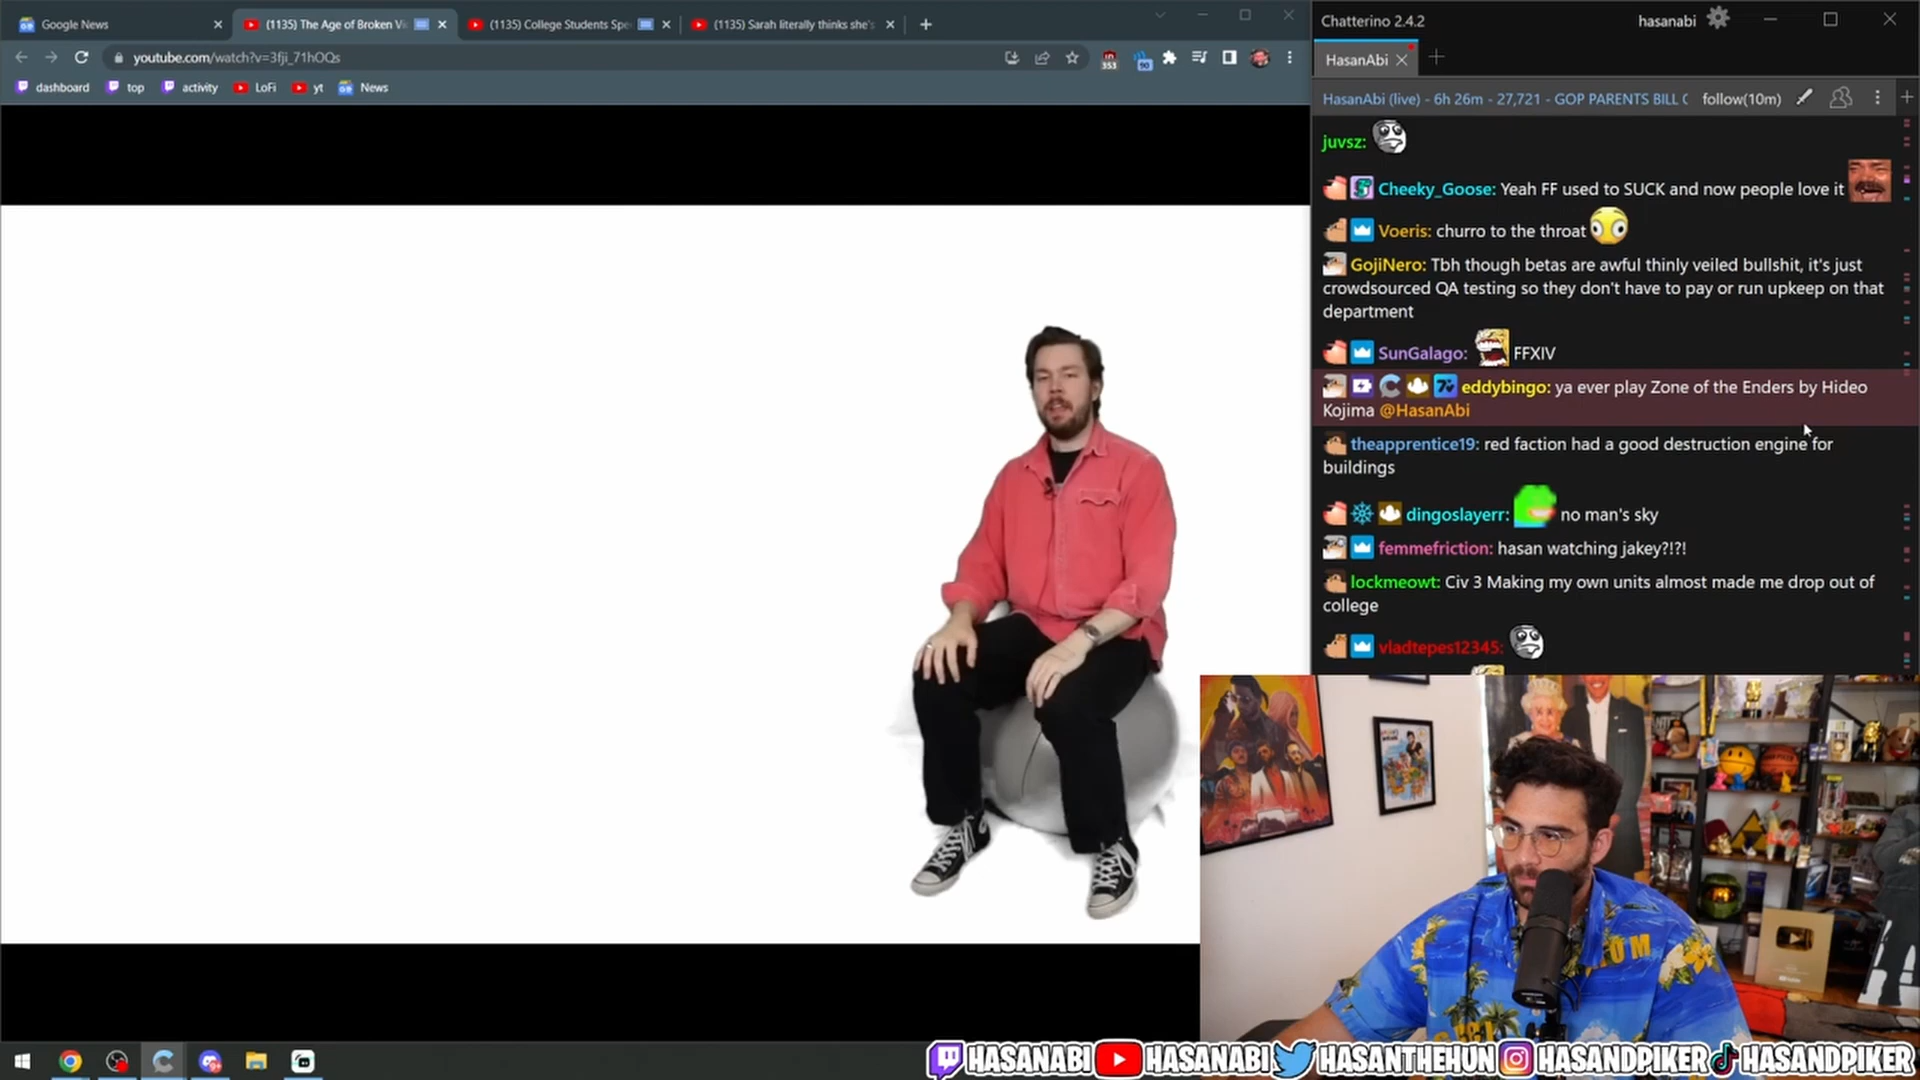 Google News
(1135) The Age of Broken Vi
(1135) College Students Spe
(1135) Sarah literally thinks she's
youtube.com/watch?v=3fji_71hOQs
353
90
dashboard
top
activity
LoFi
yt
News
Chatterino 2.4.2
hasanabi
HasanAbi
HasanAbi (live) - 6h 26m - 27,721 - GOP PARENTS BILL
follow(10m)
juvsz:
Cheeky_Goose: Yeah FF used to SUCK and now people love it
Voeris: churro to the throat
GojiNero: Tbh though betas are awful thinly veiled bullshit, it's just
crowdsourced QA testing so they don't have to pay or run upkeep on that
department
SunGalago: FFXIV
eddybingo: ya ever play Zone of the Enders by Hideo
Kojima @HasanAbi
theapprentice19: red faction had a good destruction engine for
buildings
dingoslayerr: no man's sky
femmefriction: hasan watching jakey?!?!
lockmeowt: Civ 3 Making my own units almost made me drop out of
college
vladtepes12345:
HASANABI HASANABI HASANTHEHUN HASANDPIKER HASANDPIKER